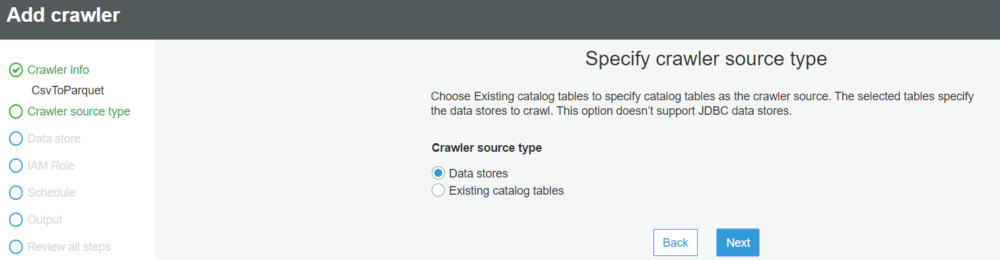 Add crawler
Crawler info
CsvToParquet
Crawler source type
Data store
IAM Role
Schedule
Output
Review all steps
Specify crawler source type
Choose Existing catalog tables to specify catalog tables as the crawler source. The selected tables specify
the data stores to crawl. This option doesn’t support JDBC data stores.
Crawler source type
Data stores
Existing catalog tables
Back Next